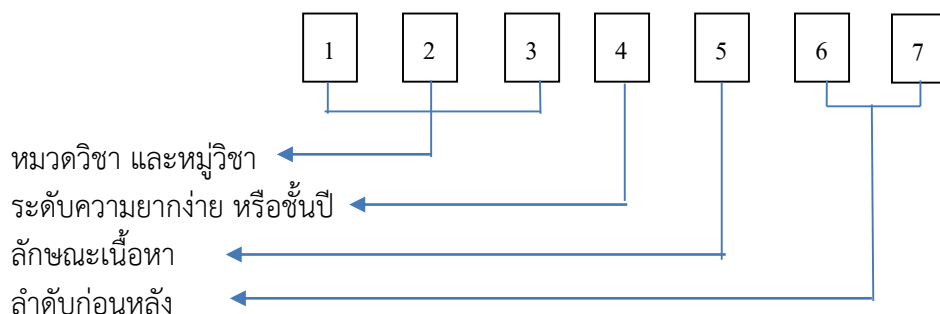 1 2 3 4 5 6 7
หมวดวิชา และหมู่วิชา
ระดับความยากง่าย หรือชั้นปี
ลักษณะเนื้อหา
ลำดับก่อนหลัง